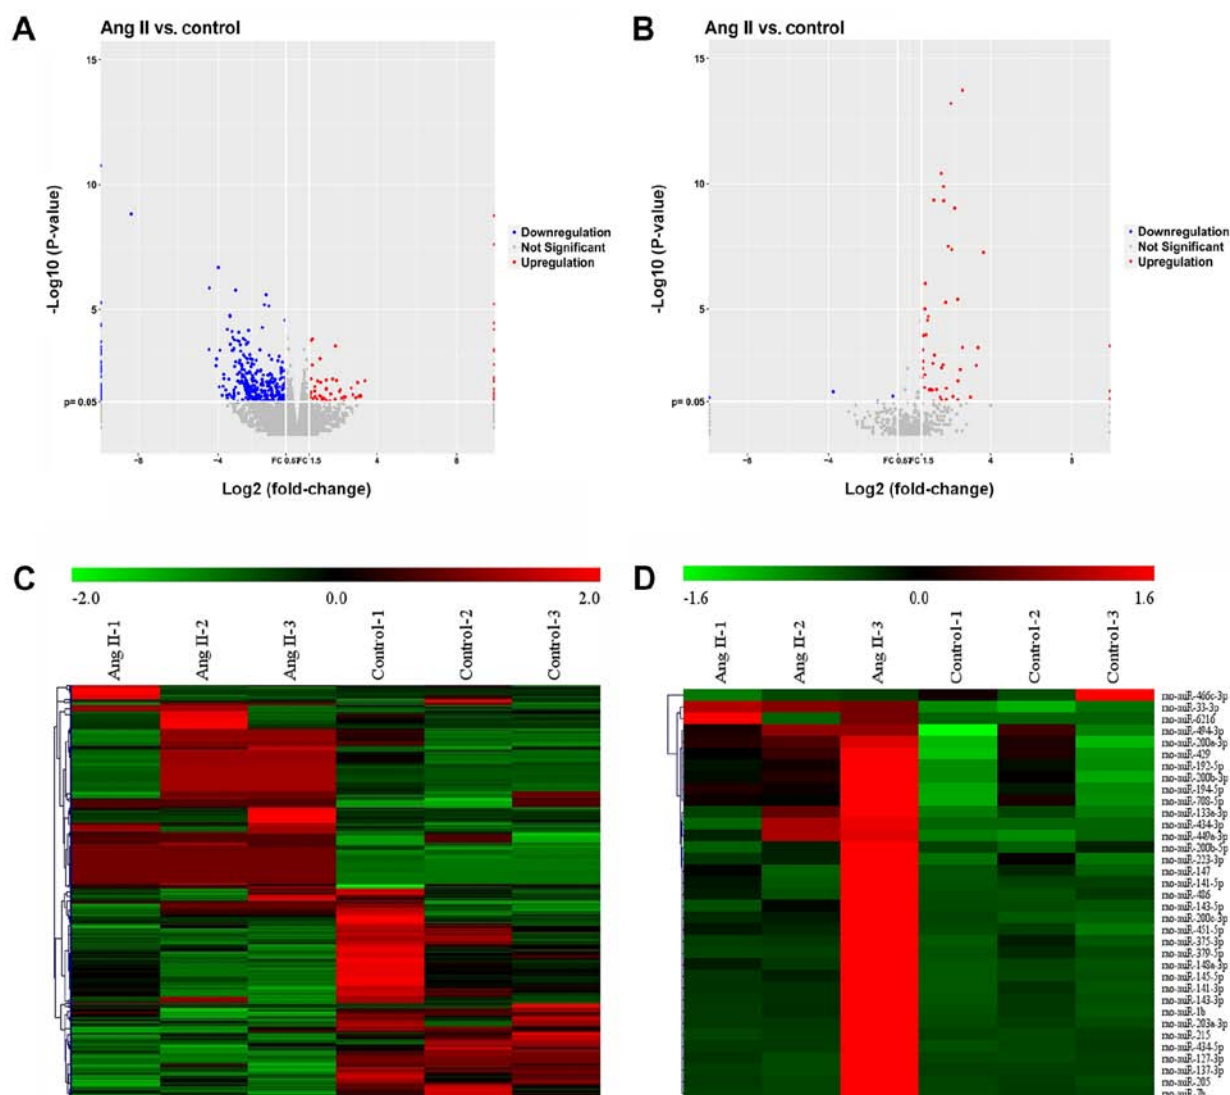 A
Ang II vs. control
15
10
5
p= 0.05
-Log10 (P-value)
-8
-4
FC 0.67
FC 1.5
4
8
Log2 (fold-change)
Downregulation
Not Significant
Upregulation
B
Ang II vs. control
15
10
5
p= 0.05
-Log10 (P-value)
-4
FC 0.67
FC 1.5
4
8
Log2 (fold-change)
Downregulation
Not Significant
Upregulation
C
-2.0 0.0 2.0
Ang II-1
Ang II-2
Ang II-3
Control-1
Control-2
Control-3
D
-1.6 0.0 1.6
Ang II-1
Ang II-2
Ang II-3
Control-1
Control-2
Control-3
rno-miR-466c-3p
rno-miR-33-3p
rno-miR-6216
rno-miR-494-3p
rno-miR-200a-3p
rno-miR-429
rno-miR-192-5p
rno-miR-200b-3p
rno-miR-194-5p
rno-miR-708-5p
rno-miR-133a-3p
rno-miR-434-3p
rno-miR-449a-3p
rno-miR-200b-5p
rno-miR-223-3p
rno-miR-147
rno-miR-141-5p
rno-miR-486
rno-miR-143-5p
rno-miR-200c-3p
rno-miR-451-5p
rno-miR-375-3p
rno-miR-379-5p
rno-miR-148a-3p
rno-miR-145-5p
rno-miR-141-3p
rno-miR-143-3p
rno-miR-1b
rno-miR-203a-3p
rno-miR-215
rno-miR-434-5p
rno-miR-127-3p
rno-miR-137-3p
rno-miR-205